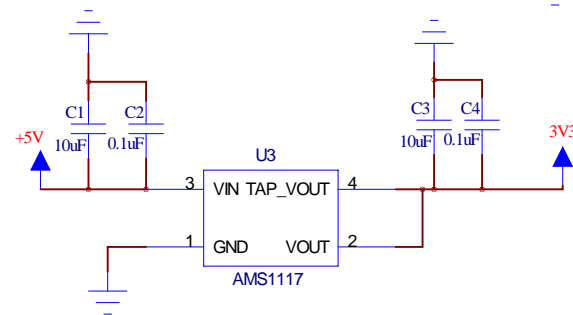 C1
C2
+5V
10uF
0.1uF
C3
C4
10uF
0.1uF
3V3
U3
3
VIN
TAP_VOUT
4
1
GND
VOUT
2
AMS1117